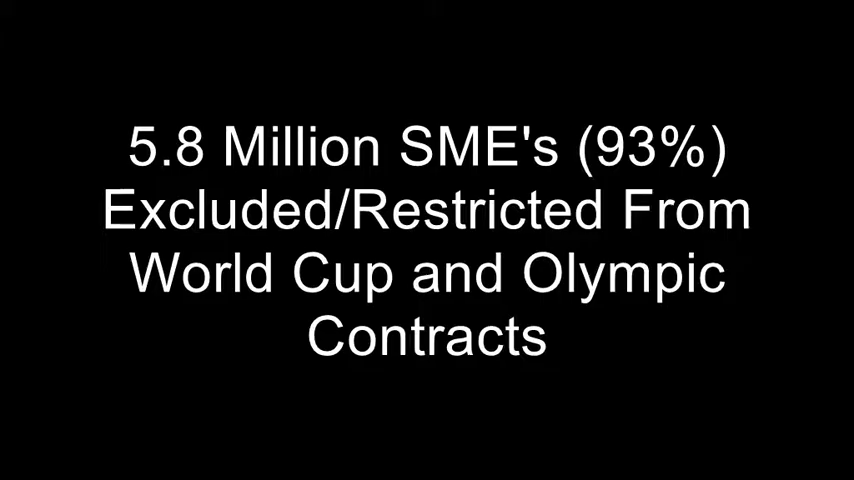 5.8 Million SME's (93%)
Excluded/Restricted From
World Cup and Olympic
Contracts